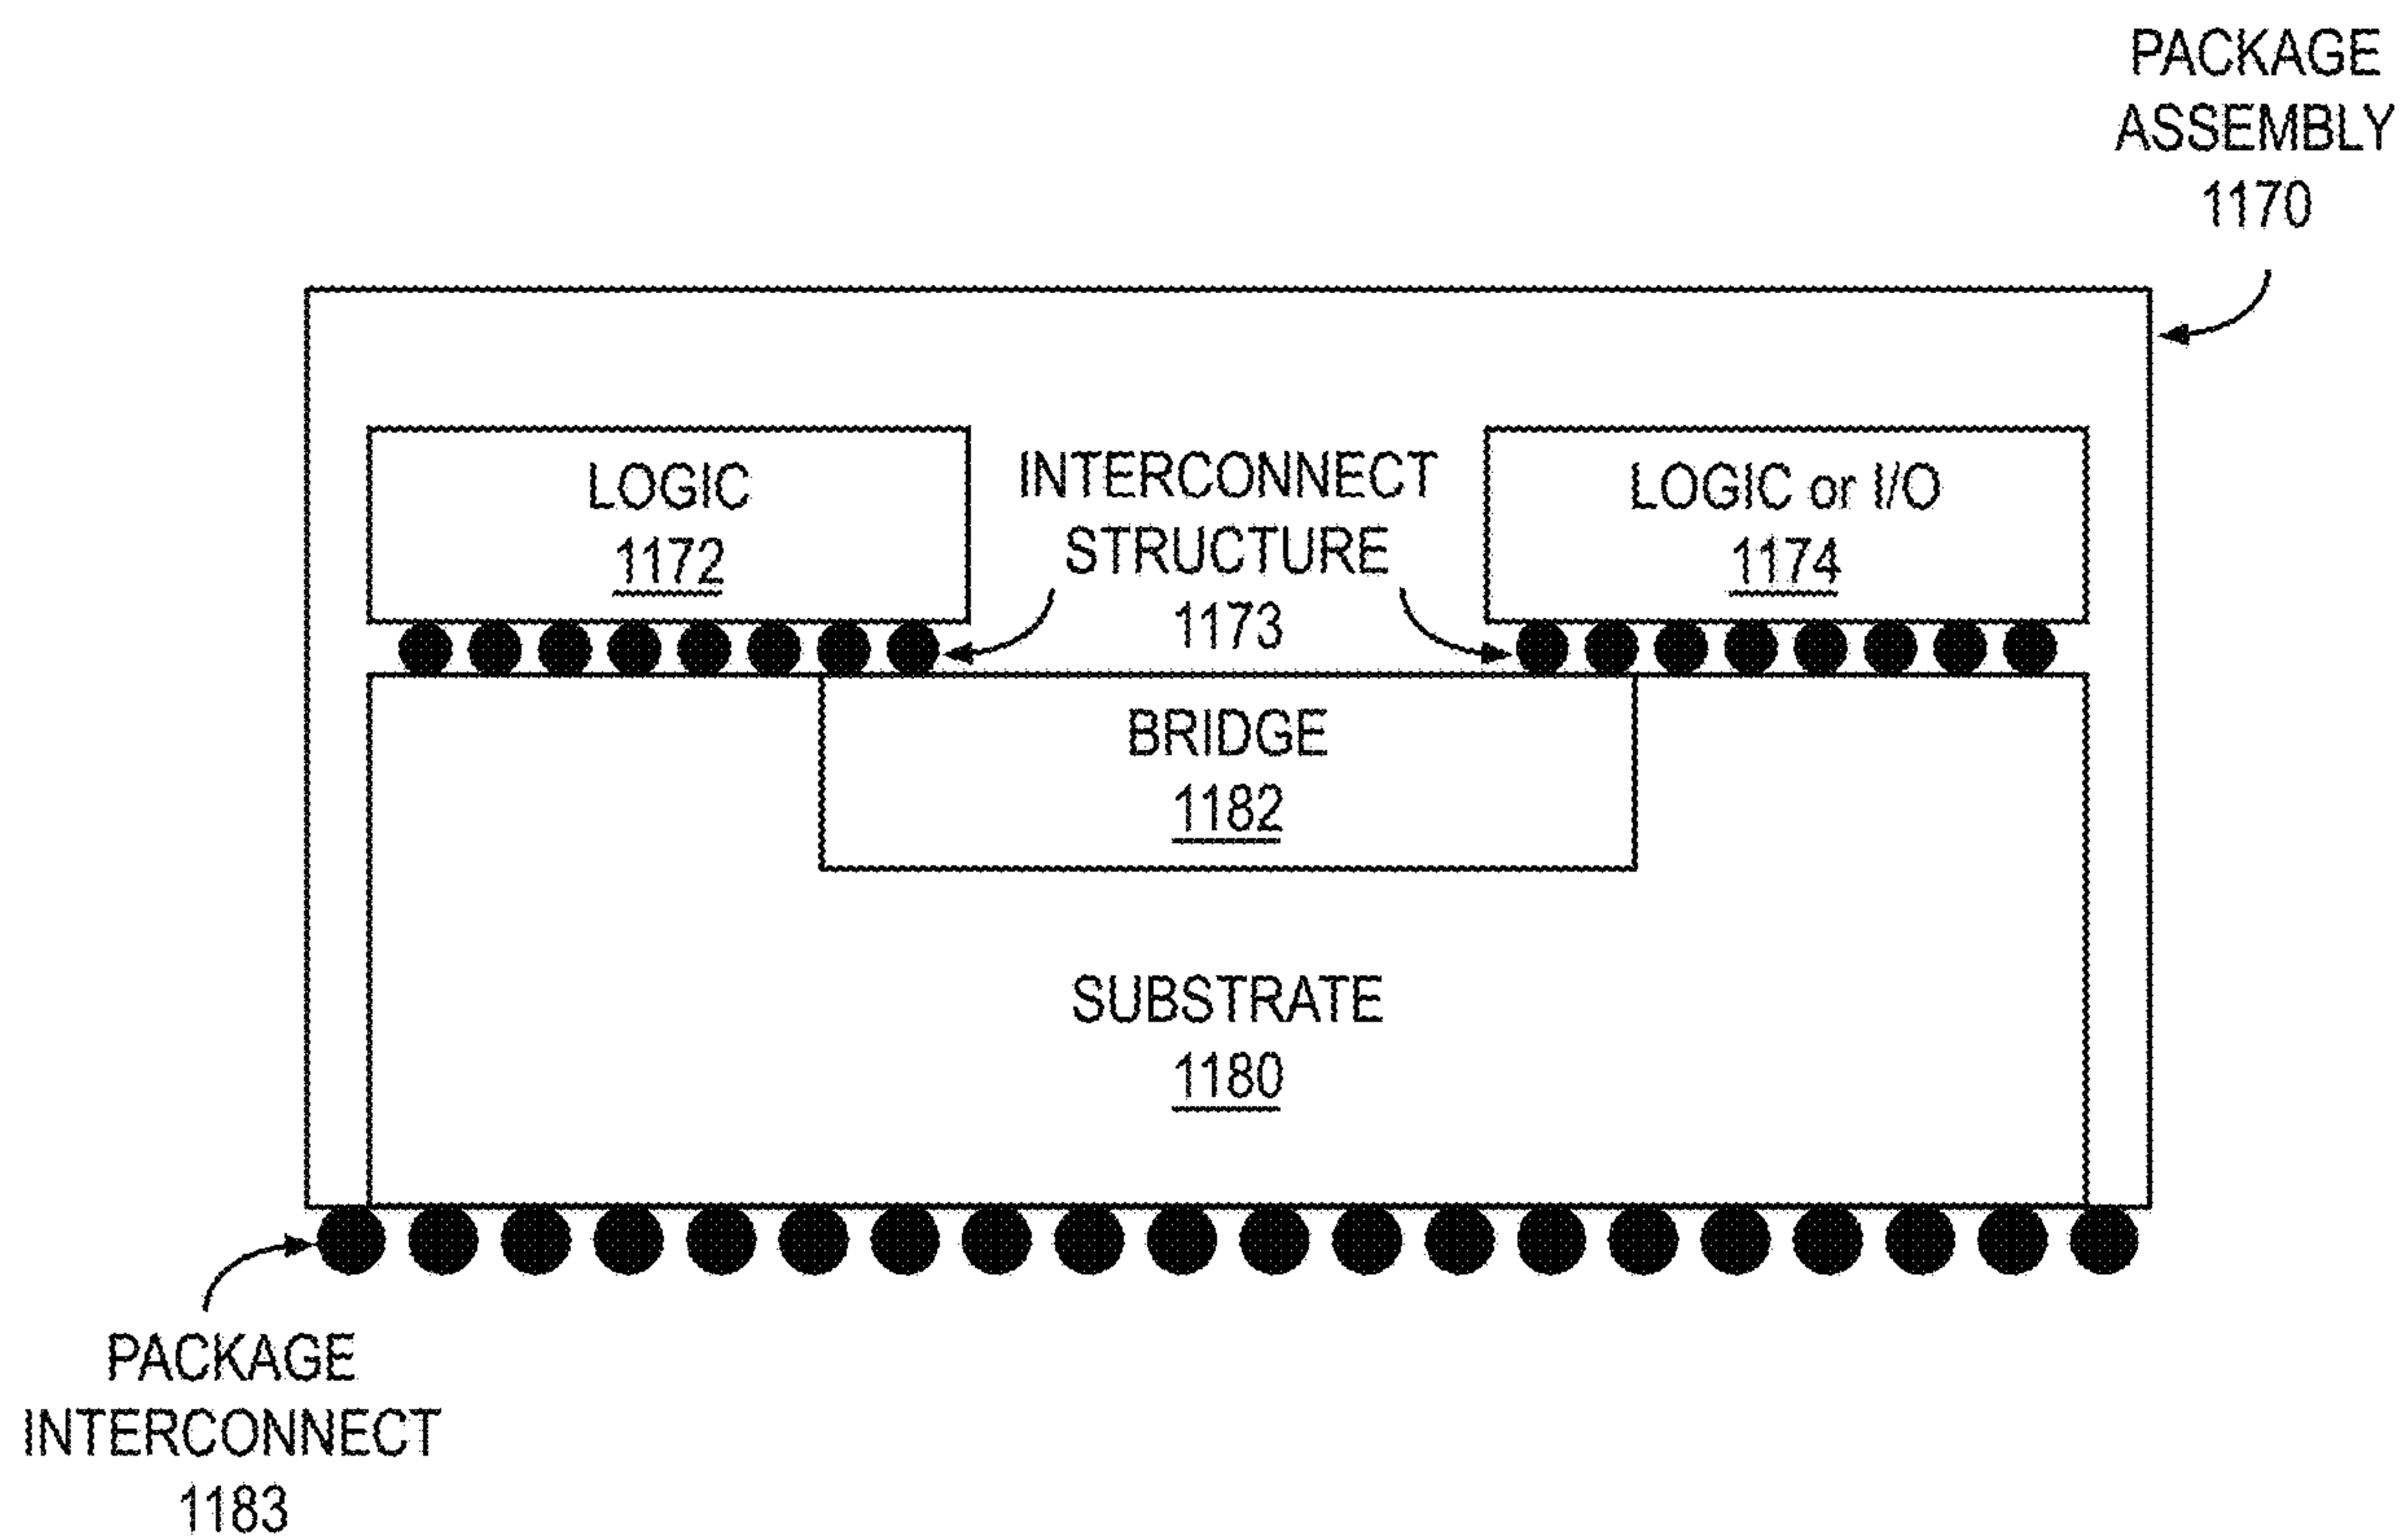 PACKAGE
ASSEMBLY
1170
LOGIC
1172
INTERCONNECT
STRUCTURE
1173
LOGIC or I/O
1174
BRIDGE
1182
SUBSTRATE
1180
PACKAGE
INTERCONNECT
1183